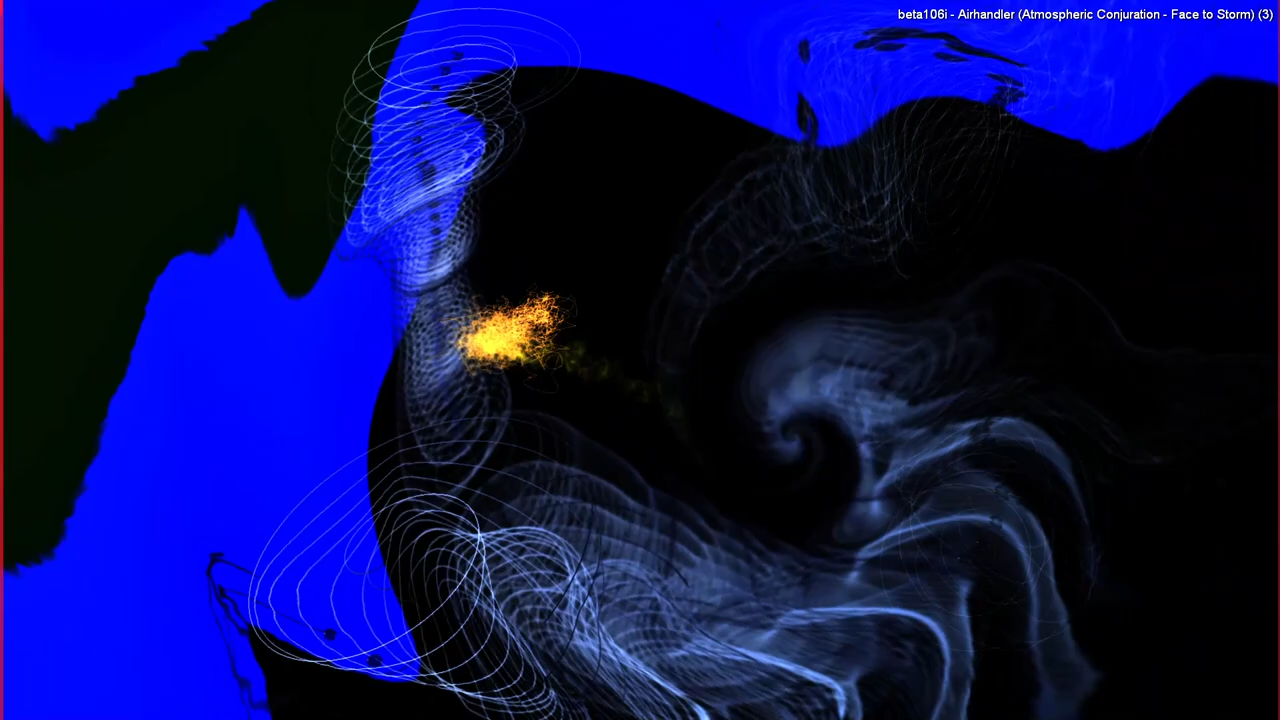 beta106i - Airhandler (Atmospheric Conjuration - Face to Storm) (3)